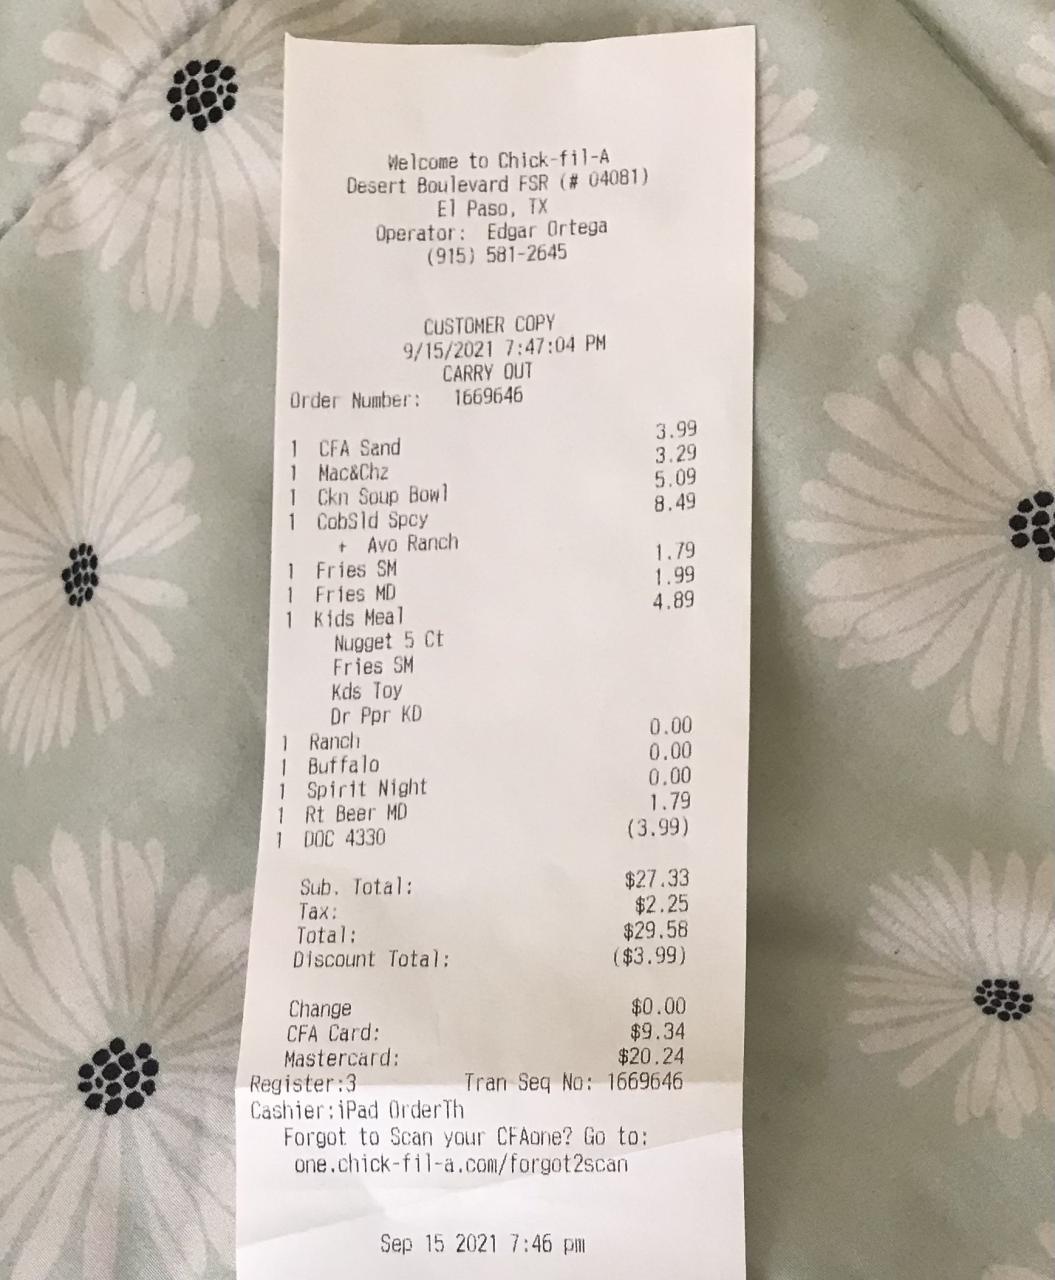 Welcome to Chick-fil-A
Desert Boulevard FSR (# 04081)
El Paso, TX
Operator: Edgar Ortega
(915) 581-2645
CUSTOMER COPY
9/15/2021 7:47:04 PM
CARRY OUT
Order Number: 1669646
1 CFA Sand 3.99
1 Mac&Chz 3.29
1 Ckn Soup Bowl 5.09
1 CobSld Spcy 8.49
+ Avo Ranch
1 Fries SM 1.79
1 Fries MD 1.99
1 Kids Meal 4.89
Nugget 5 Ct
Fries SM
Kds Toy
Dr Ppr KD
1 Ranch 0.00
1 Buffalo 0.00
1 Spirit Night 0.00
1 Rt Beer MD 1.79
1 DOC 4330 (3.99)
Sub. Total: $27.33
Tax: $2.25
Total: $29.58
Discount Total: ($3.99)
Change $0.00
CFA Card: $9.34
Mastercard: $20.24
Register:3 Tran Seq No: 1669646
Cashier:iPad OrderTh
Forgot to Scan your CFAone? Go to:
one.chick-fil-a.com/forgot2scan
Sep 15 2021 7:46 pm